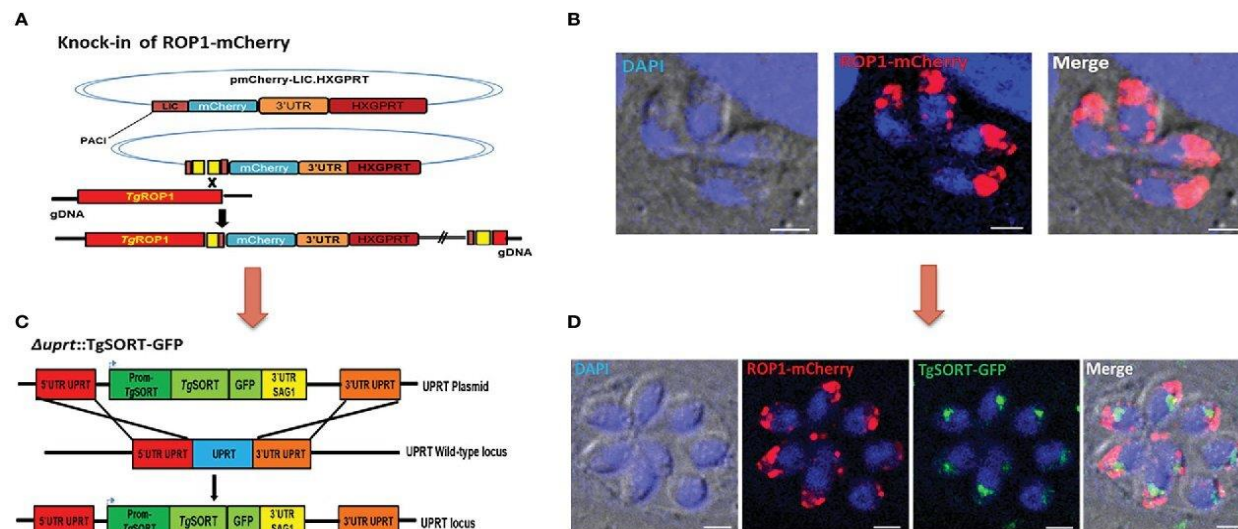 A
Knock-in of ROP1-mCherry
pmCherry-LIC.HXGPRT
LIC mCherry 3'UTR HXGPRT
PACI
mCherry 3'UTR HXGPRT
X
TgROP1
gDNA
TgROP1 mCherry 3'UTR HXGPRT //
gDNA
B
DAPI ROP1-mCherry Merge
C
Δuprt::TgSORT-GFP
5'UTR UPRT Prom-TgSORT TgSORT GFP 3'UTR SAG1 3'UTR UPRT UPRT Plasmid
5'UTR UPRT UPRT 3'UTR UPRT UPRT Wild-type locus
5'UTR UPRT Prom-TgSORT TgSORT GFP 3'UTR SAG1 3'UTR UPRT UPRT locus
D
DAPI ROP1-mCherry TgSORT-GFP Merge